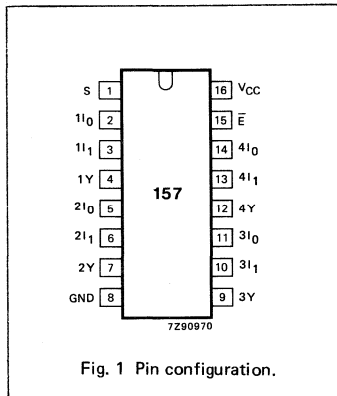 S 1 16 VCC
1I0 2 15 E̅
1I1 3 14 4I0
1Y 4 13 4I1
157
2I0 5 12 4Y
2I1 6 11 3I0
2Y 7 10 3I1
GND 8 9 3Y
7Z90970
Fig. 1 Pin configuration.